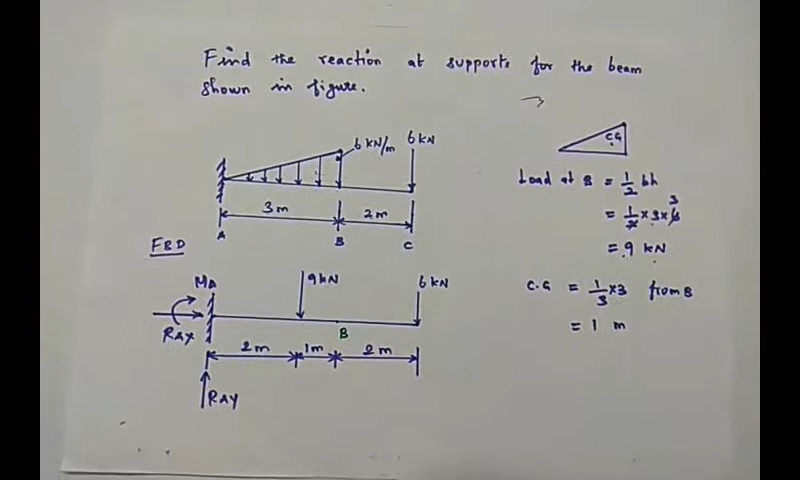 Find the reaction at supports for the beam
shown in figure.
6 kN/m
6 kN
3 m
2 m
A
B
C
FBD
MA
9 kN
6 kN
RAX
B
2 m
1 m
2 m
RAY
C.G
Load at B = 1/2 bh
= 1/2 × 3 × 6 3
= 9 kN
C.G = 1/3 × 3 from B
= 1 m